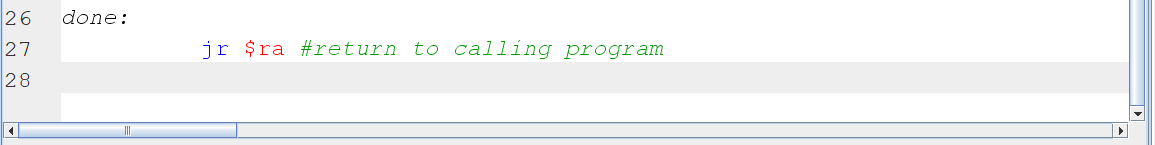 26 done:
27 jr $ra #return to calling program
28